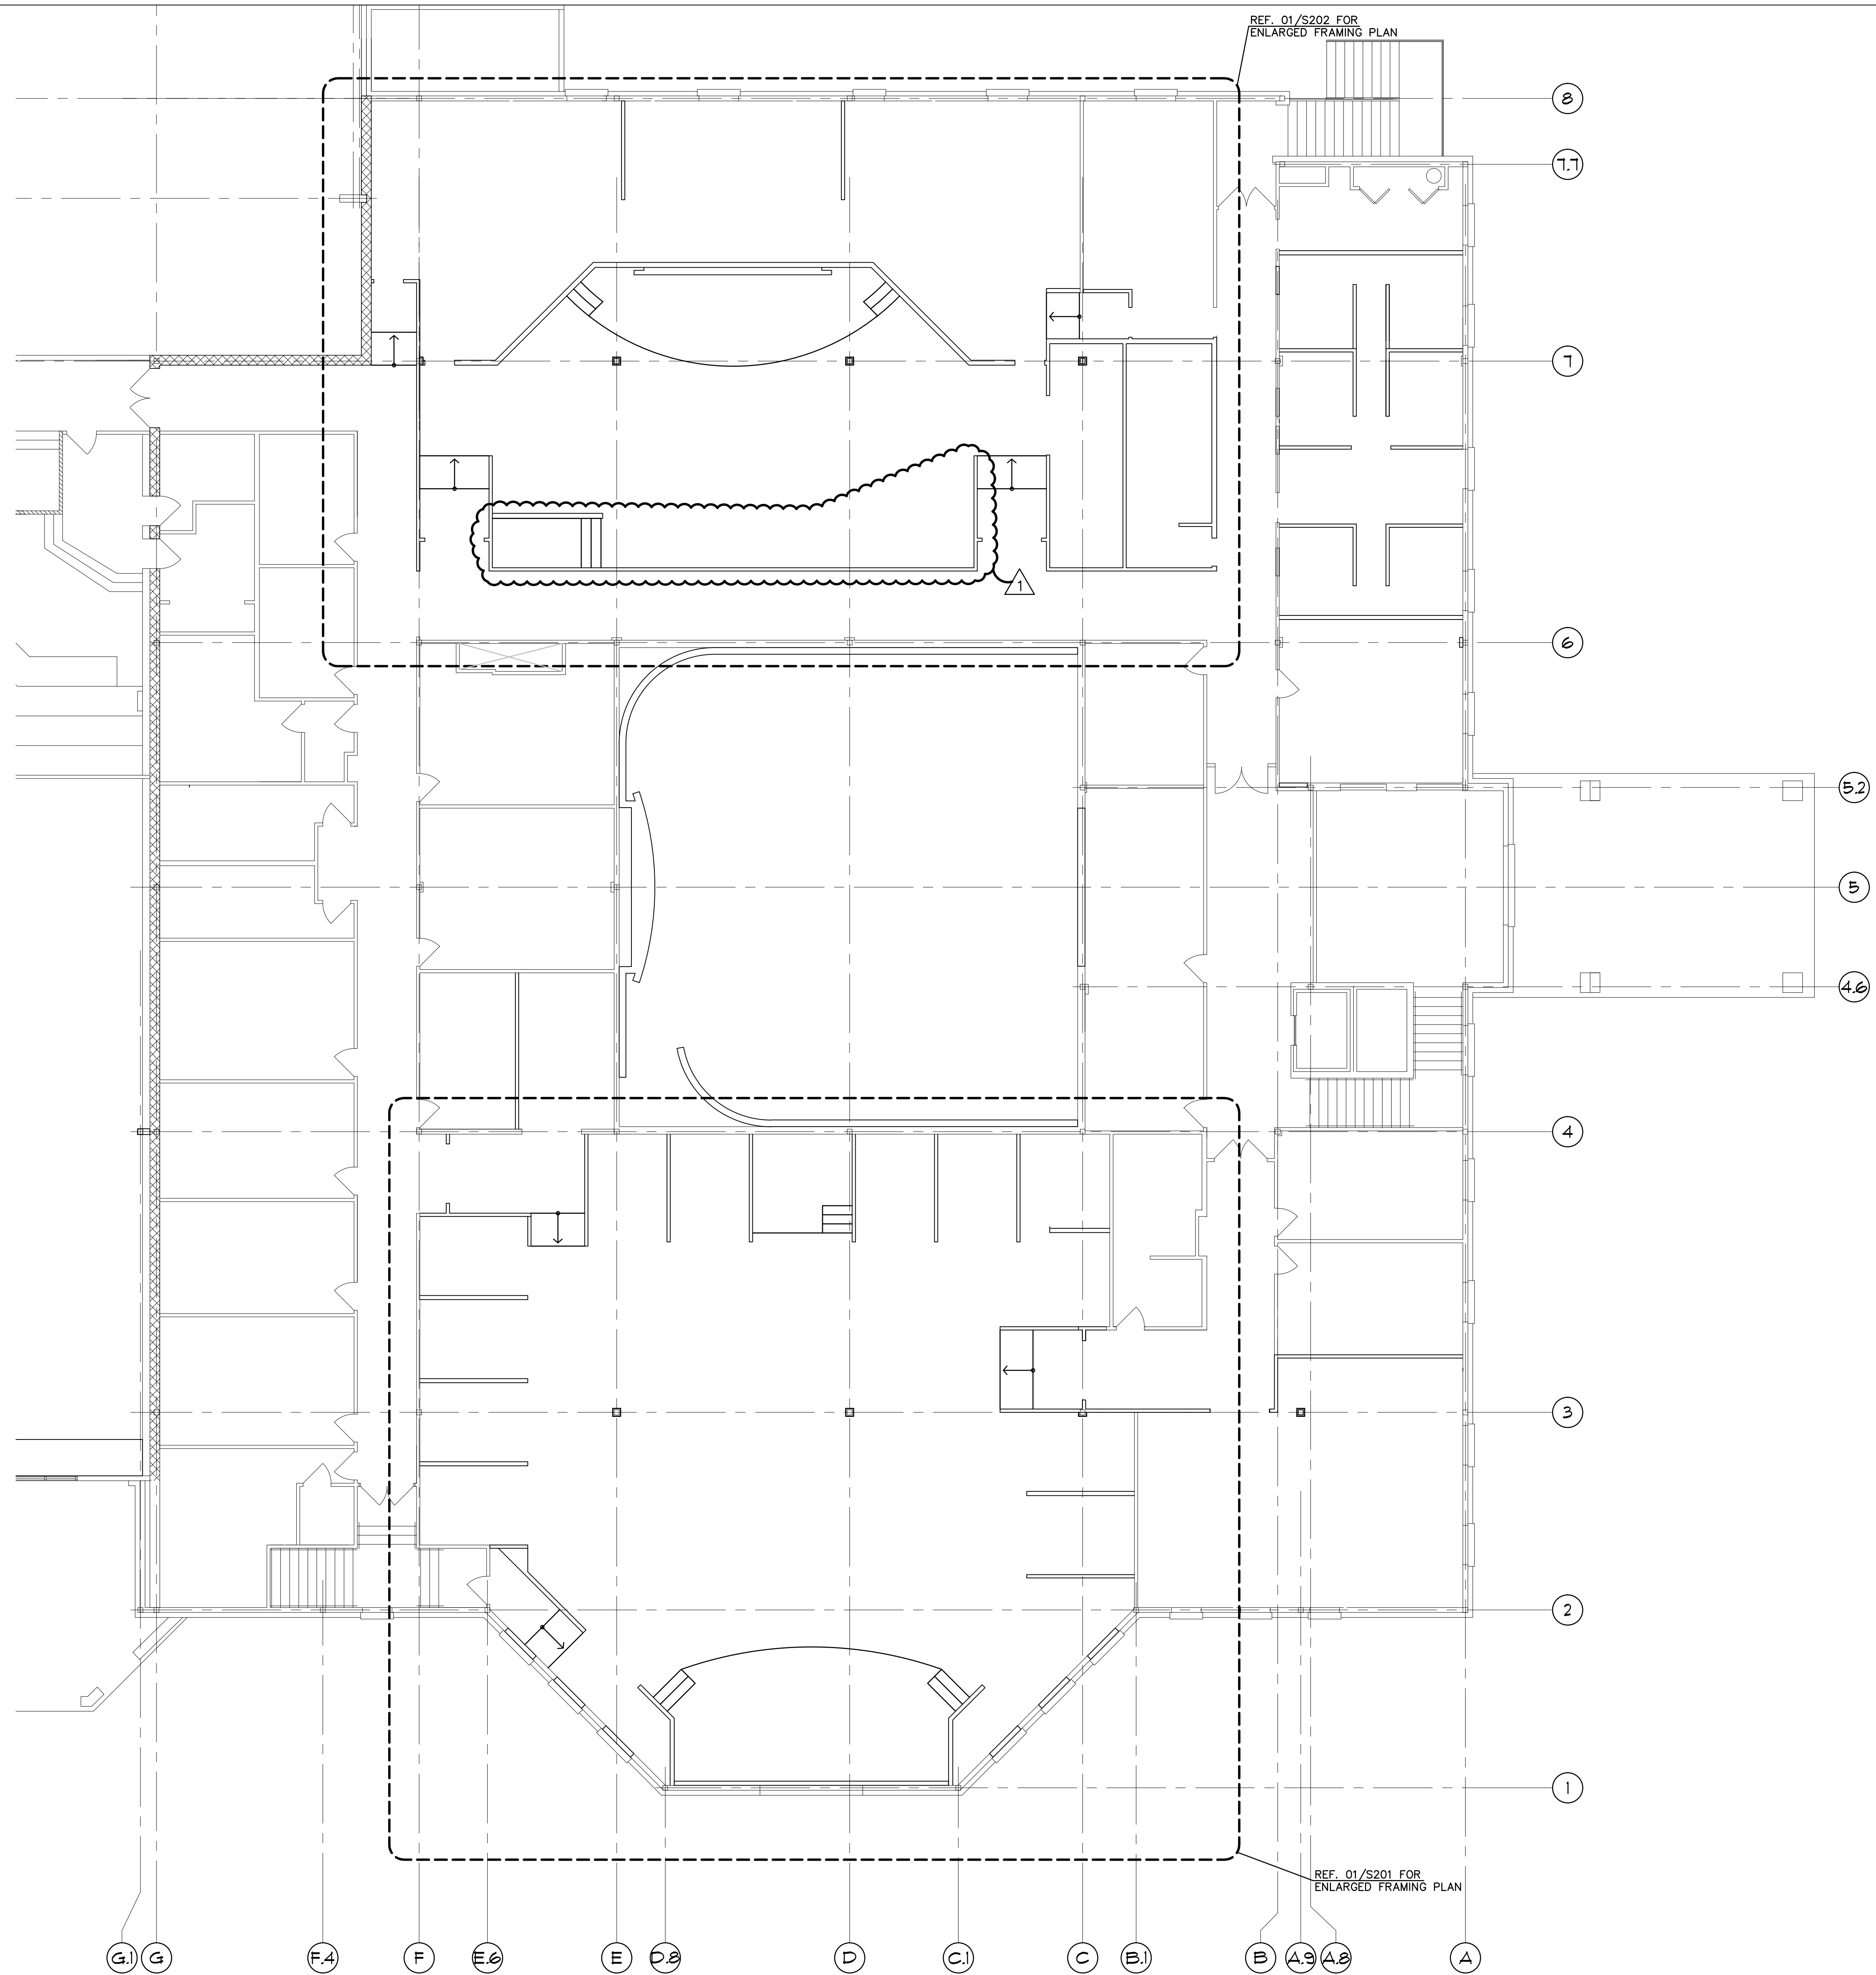 REF. 01/S202 FOR
ENLARGED FRAMING PLAN
8
7.7
7
1
6
5.2
5
4.6
4
3
2
1
REF. 01/S201 FOR
ENLARGED FRAMING PLAN
G.1 G F.4 F E.6 E D.8 D C.1 C B.1 B A.9 A.8 A